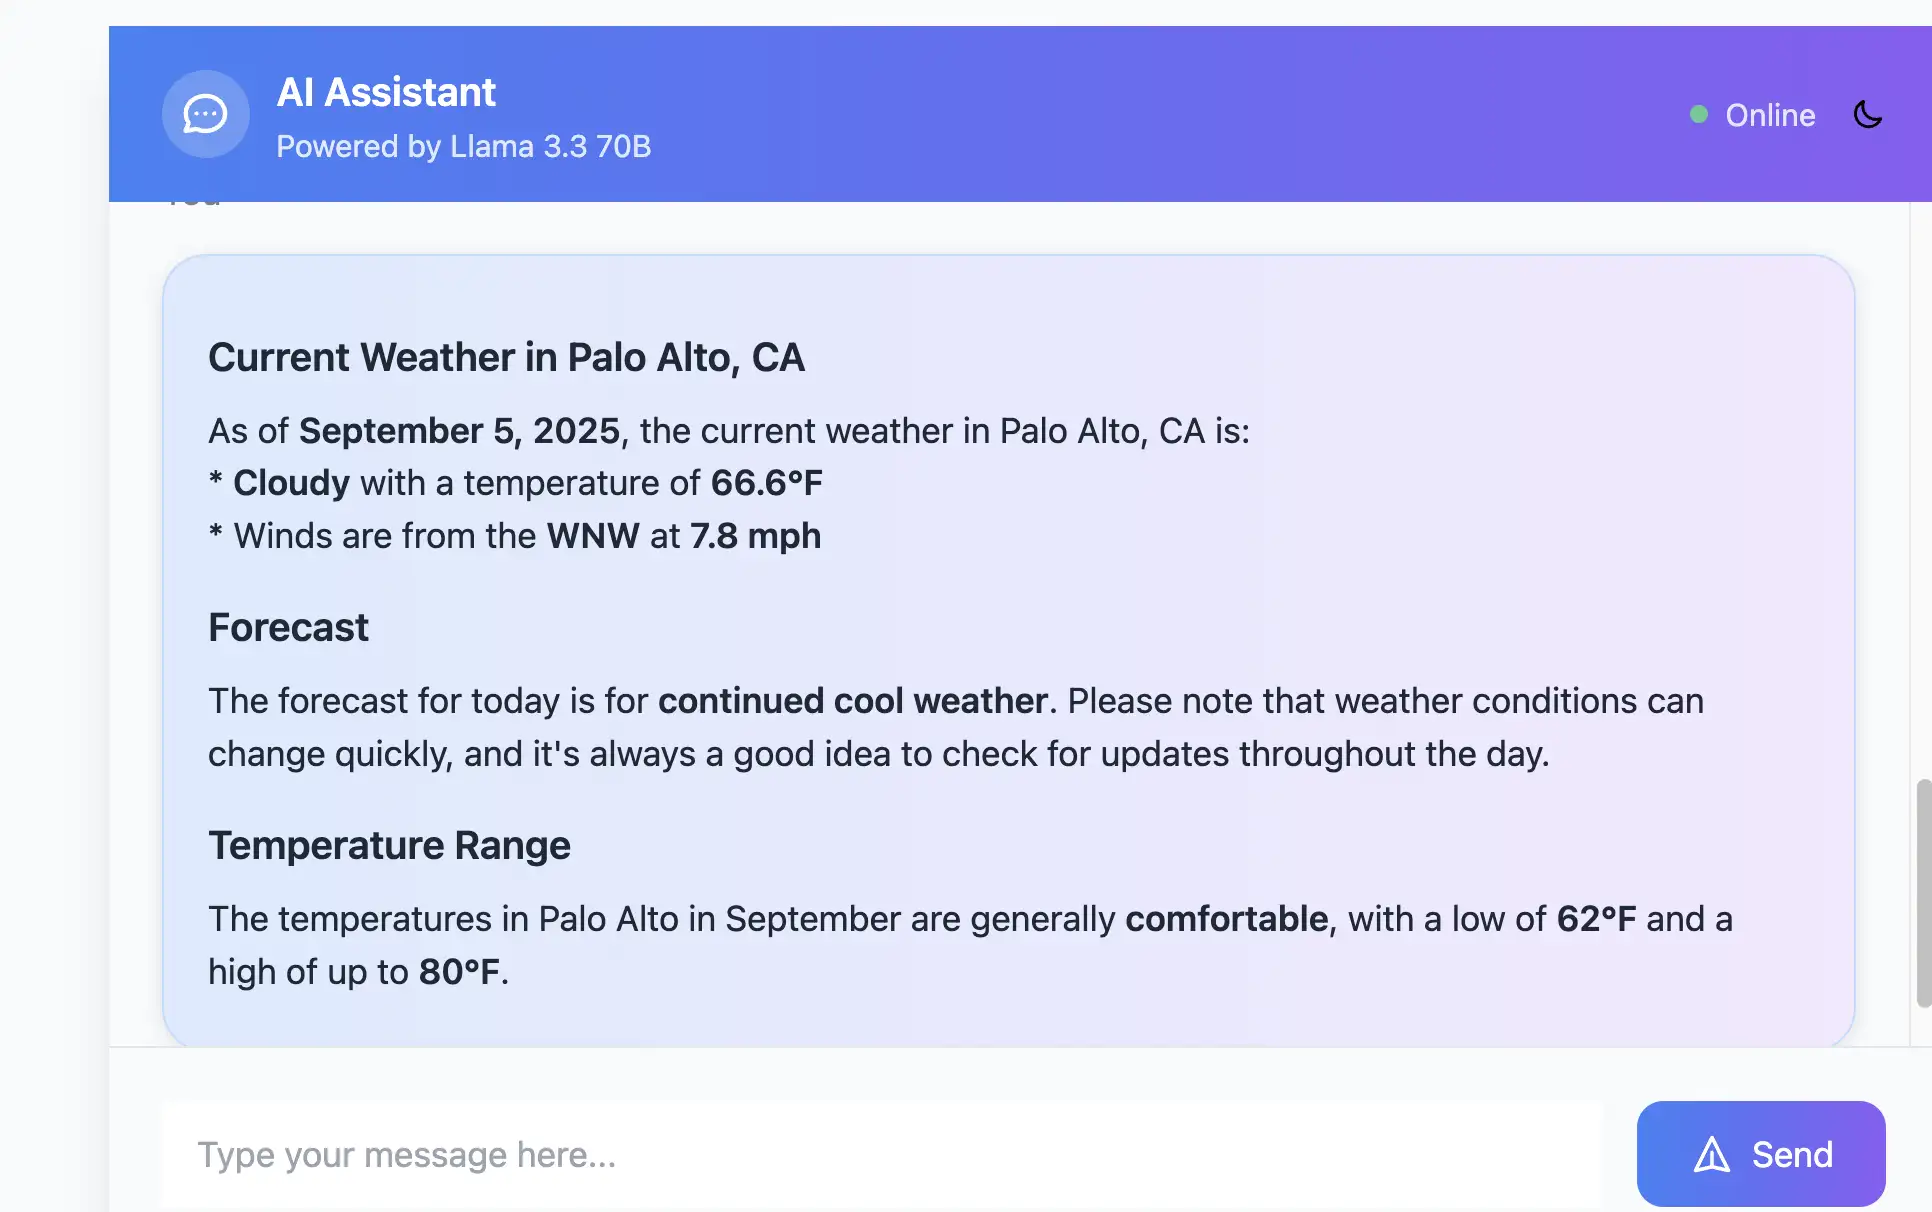 AI Assistant
Powered by Llama 3.3 70B
Online
Current Weather in Palo Alto, CA
As of September 5, 2025, the current weather in Palo Alto, CA is:
* Cloudy with a temperature of 66.6°F
* Winds are from the WNW at 7.8 mph
Forecast
The forecast for today is for continued cool weather. Please note that weather conditions can
change quickly, and it's always a good idea to check for updates throughout the day.
Temperature Range
The temperatures in Palo Alto in September are generally comfortable, with a low of 62°F and a
high of up to 80°F.
Type your message here...
Send